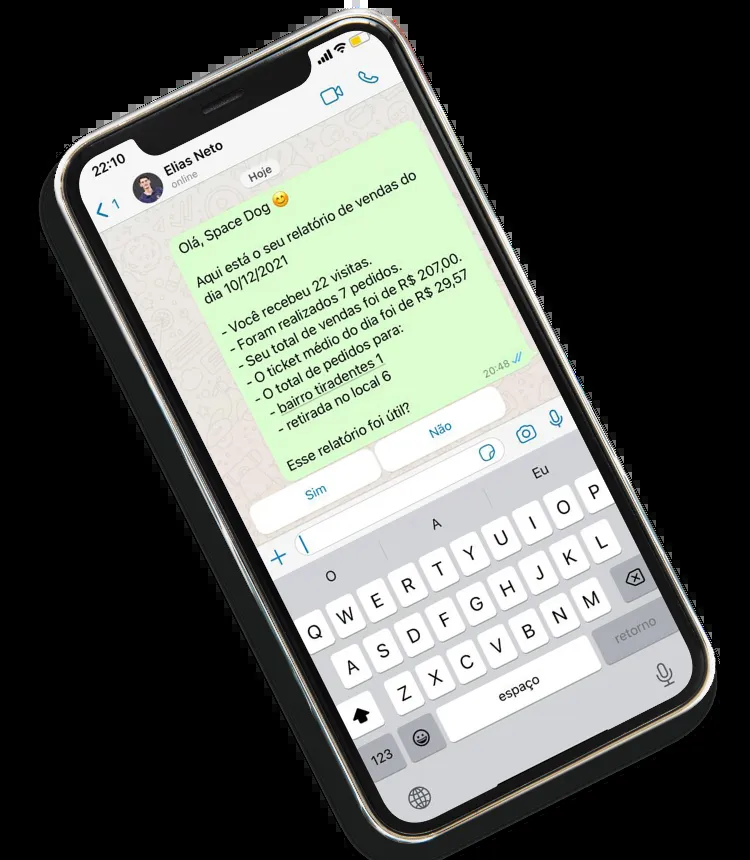 22:10
1
Elias Neto
online
Hoje
Olá, Space Dog 😊
Aqui está o seu relatório de vendas do
dia 10/12/2021
- Você recebeu 22 visitas.
- Foram realizados 7 pedidos.
- Seu total de vendas foi de R$ 207,00.
- O ticket médio do dia foi de R$ 29,57
- O total de pedidos para:
- bairro tiradentes 1
- retirada no local 6
Esse relatório foi útil?
20:48
Sim
Não
O
A
Eu
Q W E R T Y U I O P
A S D F G H J K L
Z X C V B N M
123
espaço
retorno